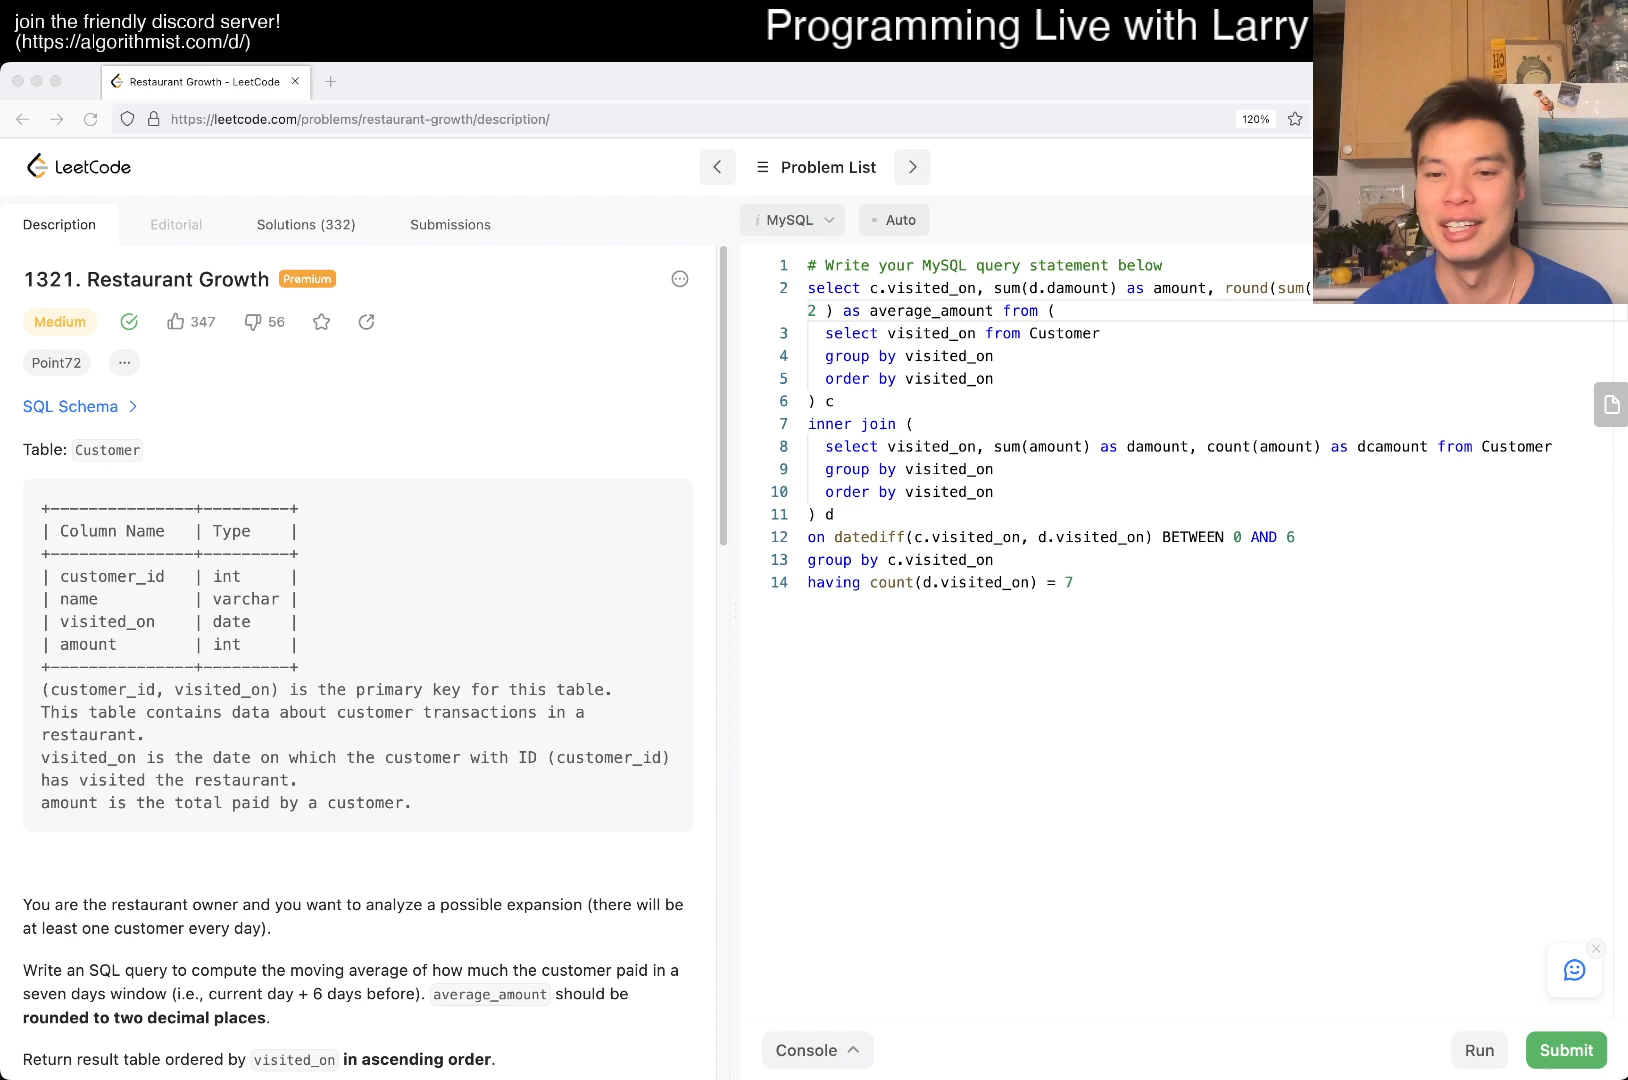 join the friendly discord server!
(https://algorithmist.com/d/)
Programming Live with Larry
Restaurant Growth - LeetCode
https://leetcode.com/problems/restaurant-growth/description/
120%
LeetCode
Problem List
Description
Editorial
Solutions (332)
Submissions
i MySQL
Auto
1321. Restaurant Growth
Premium
Medium
347
56
Point72
SQL Schema
Table: Customer
+---------------+---------+
| Column Name   | Type    |
+---------------+---------+
| customer_id   | int     |
| name          | varchar |
| visited_on    | date    |
| amount        | int     |
+---------------+---------+
(customer_id, visited_on) is the primary key for this table.
This table contains data about customer transactions in a
restaurant.
visited_on is the date on which the customer with ID (customer_id)
has visited the restaurant.
amount is the total paid by a customer.
You are the restaurant owner and you want to analyze a possible expansion (there will be
at least one customer every day).
Write an SQL query to compute the moving average of how much the customer paid in a
seven days window (i.e., current day + 6 days before). average_amount should be
rounded to two decimal places.
Return result table ordered by visited_on in ascending order.
1 # Write your MySQL query statement below
2 select c.visited_on, sum(d.damount) as amount, round(sum(
2 ) as average_amount from (
3 select visited_on from Customer
4 group by visited_on
5 order by visited_on
6 ) c
7 inner join (
8 select visited_on, sum(amount) as damount, count(amount) as dcamount from Customer
9 group by visited_on
10 order by visited_on
11 ) d
12 on datediff(c.visited_on, d.visited_on) BETWEEN 0 AND 6
13 group by c.visited_on
14 having count(d.visited_on) = 7
Console
Run
Submit